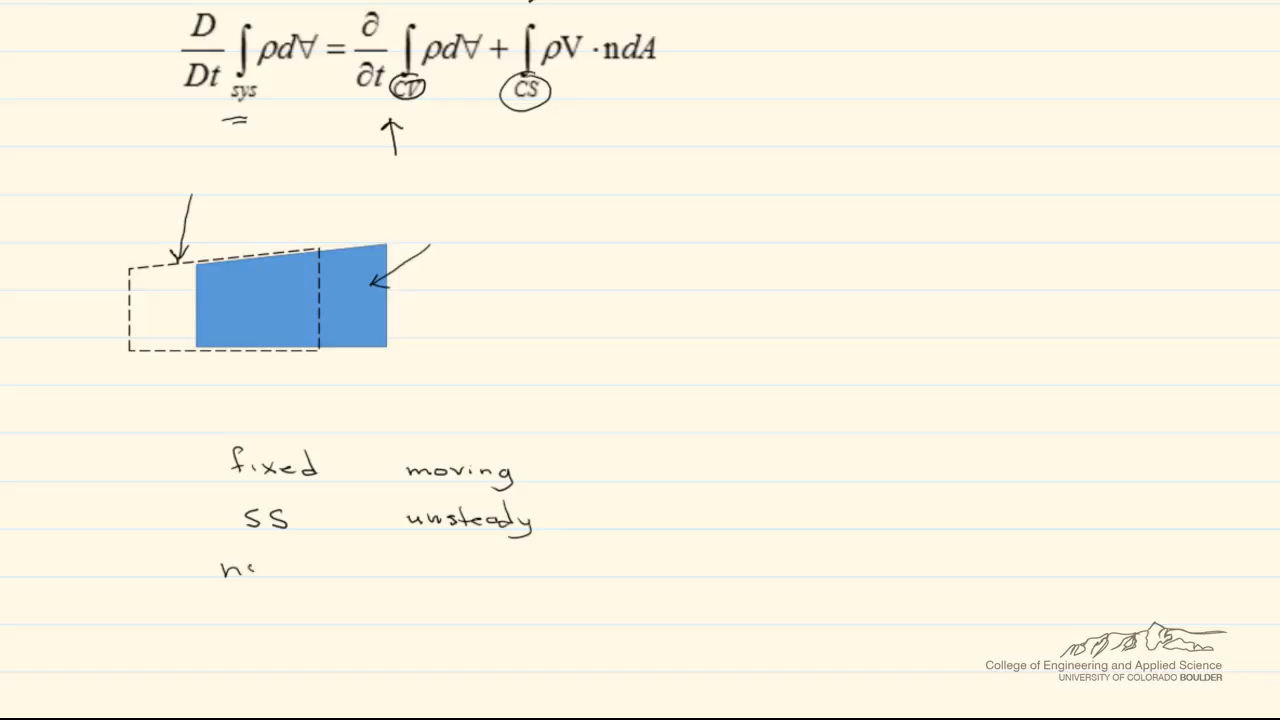 D/Dt ∫sys ρd∀ = ∂/∂t ∫CV ρd∀ + ∫CS ρV · ndA
fixed moving
SS unsteady
College of Engineering and Applied Science
UNIVERSITY OF COLORADO BOULDER